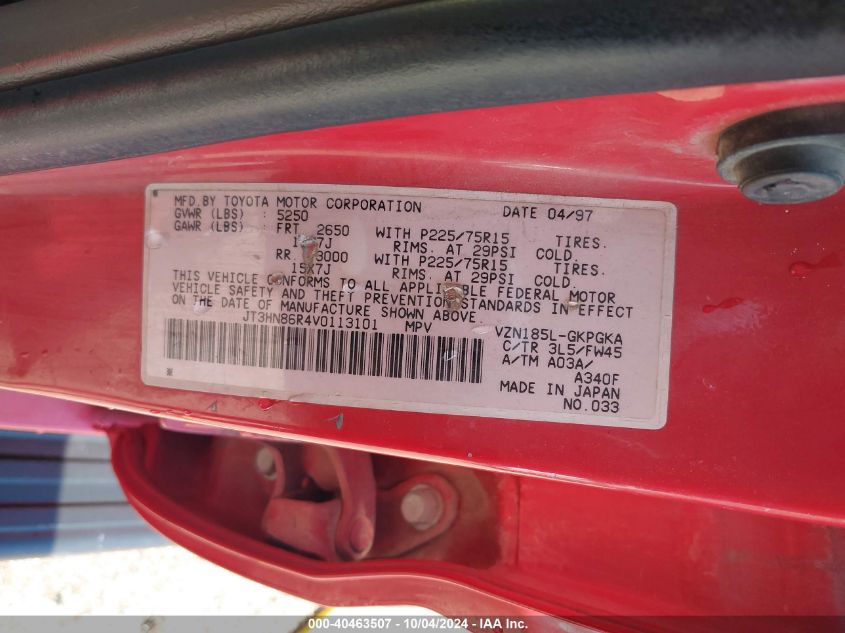 MFD.BY TOYOTA MOTOR CORPORATION DATE 04/97
GVWR (LBS) : 5250
GAWR (LBS) : FRT 2650 WITH P225/75R15 TIRES.
7J RIMS. AT 29PSI COLD.
RR 3000 WITH P225/75R15 TIRES.
15X7J RIMS. AT 29PSI COLD.
THIS VEHICLE CONFORMS TO ALL APPLICABLE FEDERAL MOTOR
VEHICLE SAFETY AND THEFT PREVENTION STANDARDS IN EFFECT
ON THE DATE OF MANUFACTURE SHOWN ABOVE.
JT3HN86R4V0113101 MPV VZN185L-GKPGKA
C/TR 3L5/FW45
A/TM A03A/
A340F
MADE IN JAPAN
NO.033
000-40463507 - 10/04/2024 - IAA Inc.